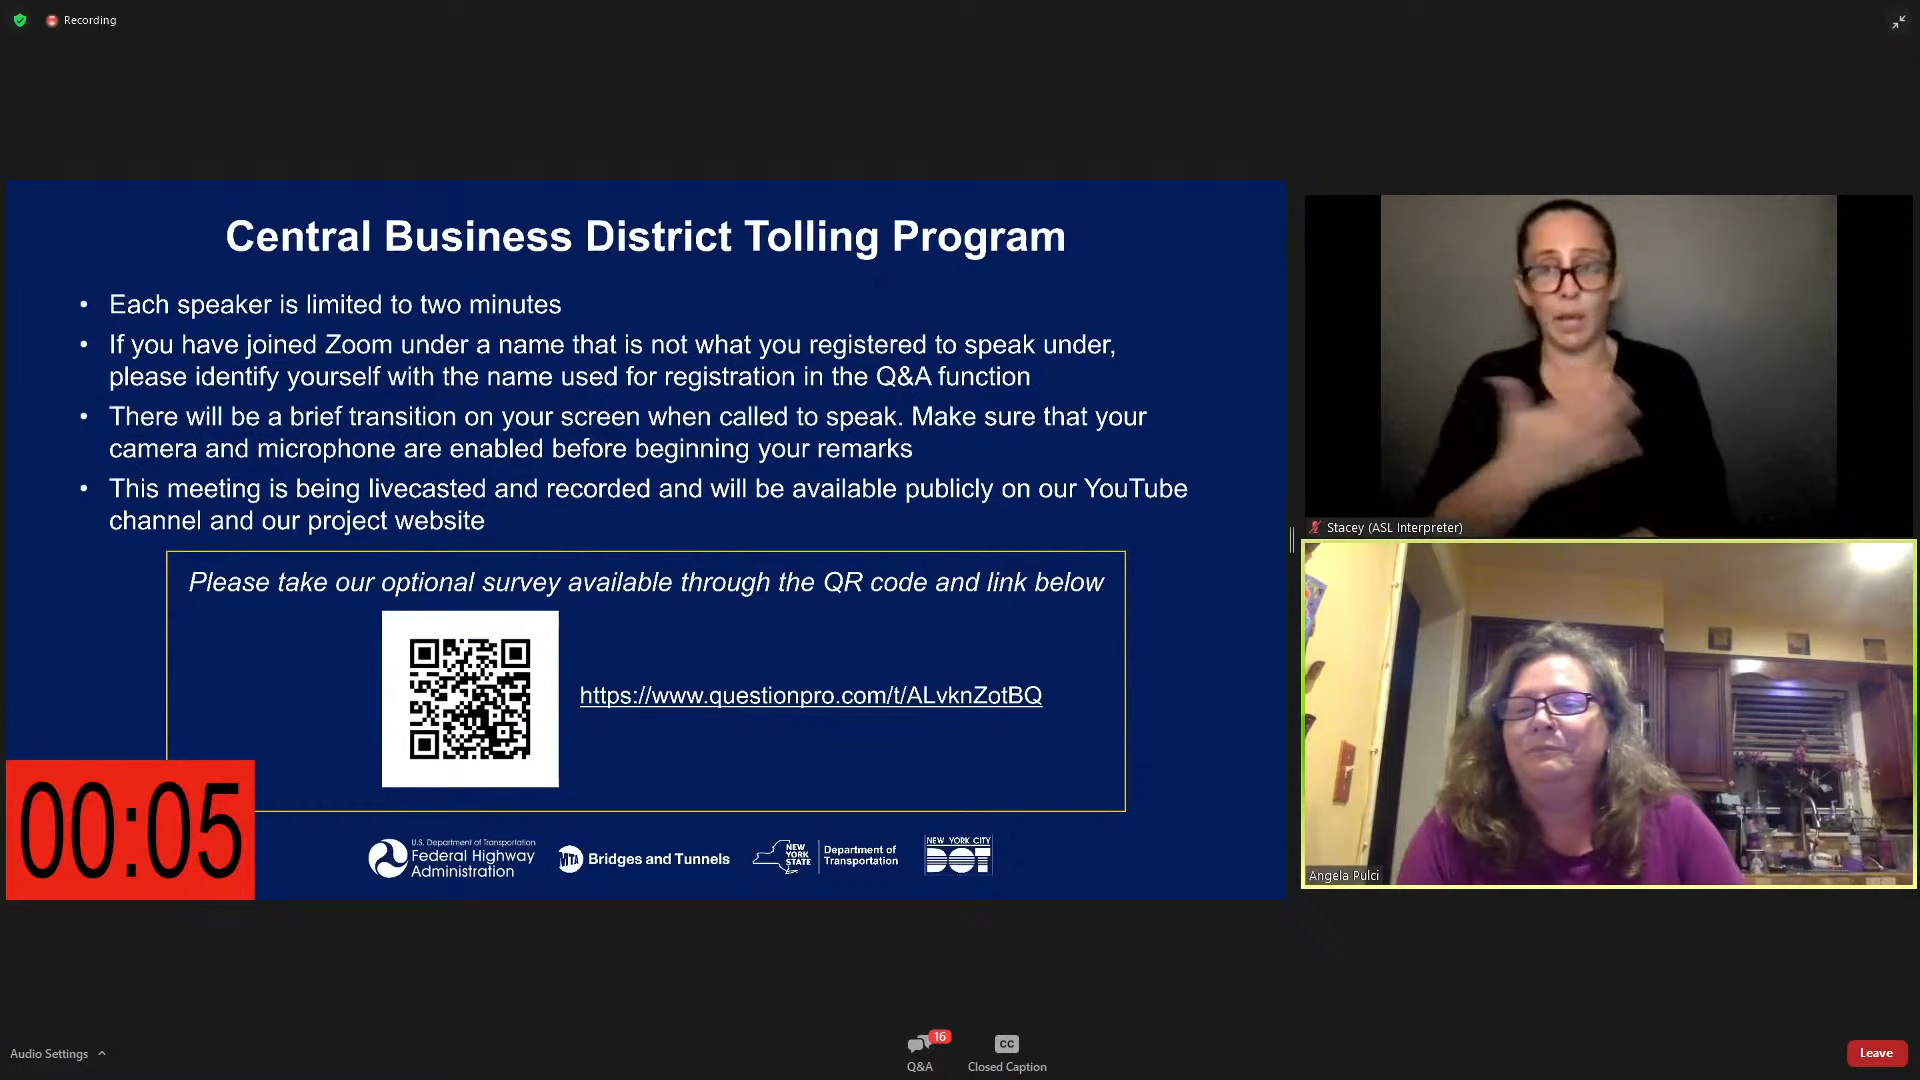 Recording
Central Business District Tolling Program
• Each speaker is limited to two minutes
• If you have joined Zoom under a name that is not what you registered to speak under,
please identify yourself with the name used for registration in the Q&A function
• There will be a brief transition on your screen when called to speak. Make sure that your
camera and microphone are enabled before beginning your remarks
• This meeting is being livecasted and recorded and will be available publicly on our YouTube
channel and our project website
Please take our optional survey available through the QR code and link below
https://www.questionpro.com/t/ALvknZotBQ
00:05
U.S. Department of Transportation
Federal Highway
Administration
MTA Bridges and Tunnels
NEW
YORK
STATE
Department of
Transportation
NEW YORK CITY
DOT
Stacey (ASL Interpreter)
Angela Pulci
Audio Settings
16
Q&A
CC
Closed Caption
Leave